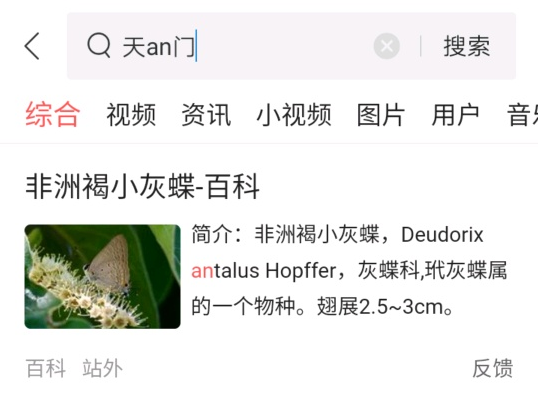 天an门
搜索
综合 视频 资讯 小视频 图片 用户
非洲褐小灰蝶-百科
简介：非洲褐小灰蝶，Deudorix
antalus Hopffer，灰蝶科,玳灰蝶属
的一个物种。翅展2.5~3cm。
百科 站外
反馈